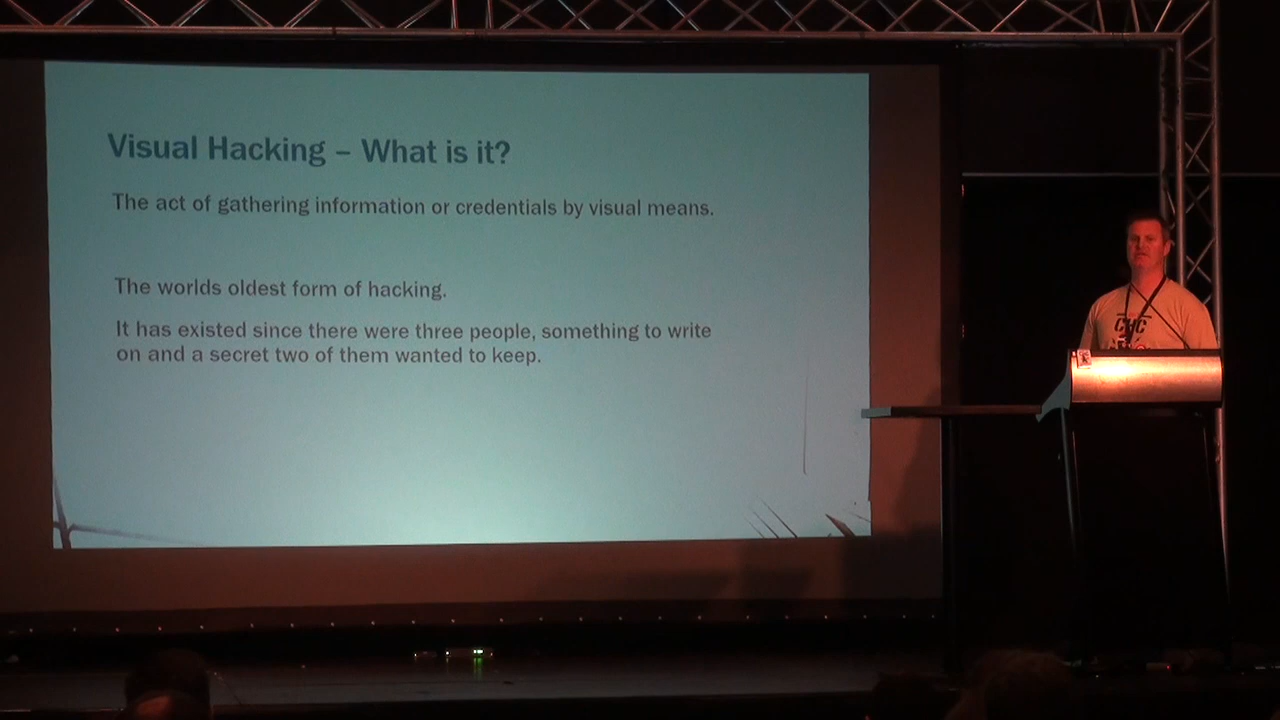 Visual Hacking – What is it?
The act of gathering information or credentials by visual means.
The worlds oldest form of hacking.
It has existed since there were three people, something to write
on and a secret two of them wanted to keep.
CHC